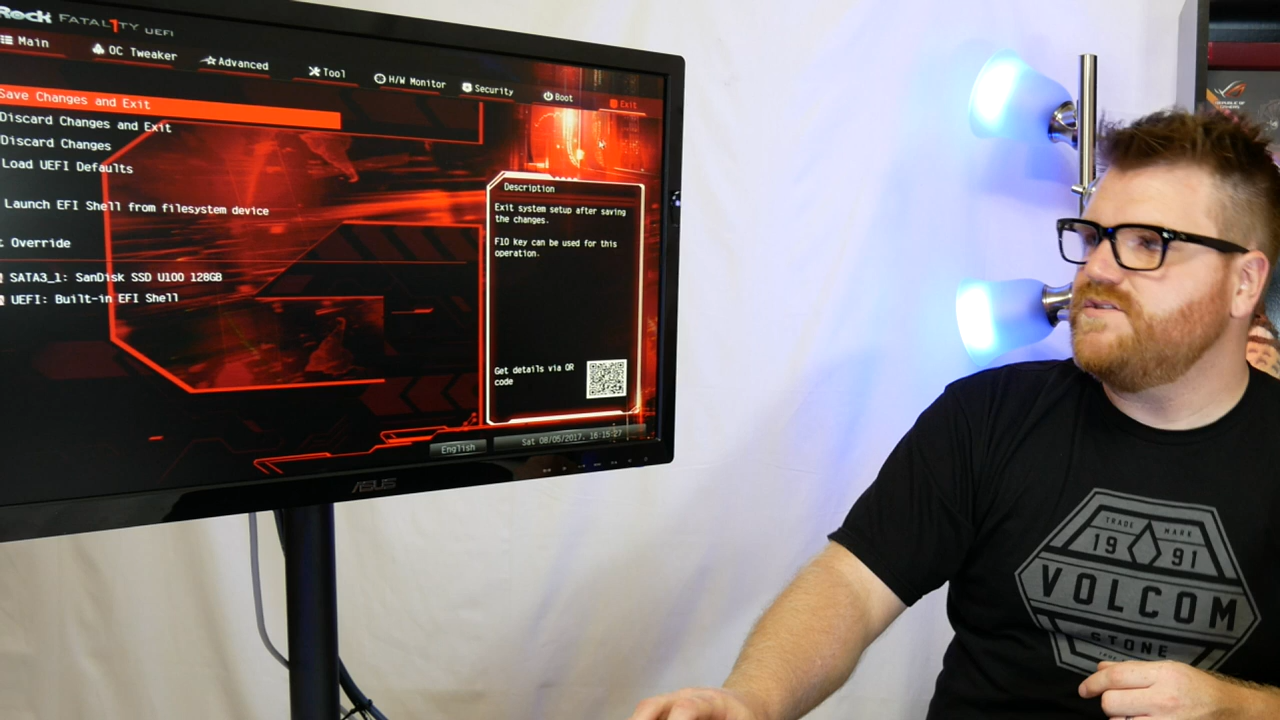 Rock FATAL1TY UEFI
Main
OC Tweaker
Advanced
Tool
H/W Monitor
Security
Boot
Exit
Save Changes and Exit
Discard Changes and Exit
Discard Changes
Load UEFI Defaults
Launch EFI Shell from filesystem device
t Override
SATA3_1: SanDisk SSD U100 128GB
UEFI: Built-in EFI Shell
Description
Exit system setup after saving
the changes.
F10 key can be used for this
operation.
Get details via QR
code
English
Sat 08/05/2017. 16:15:27
ASUS
REPUBLIC OF
GAMERS
TRADE MARK
1991
VOLCOM
STONE